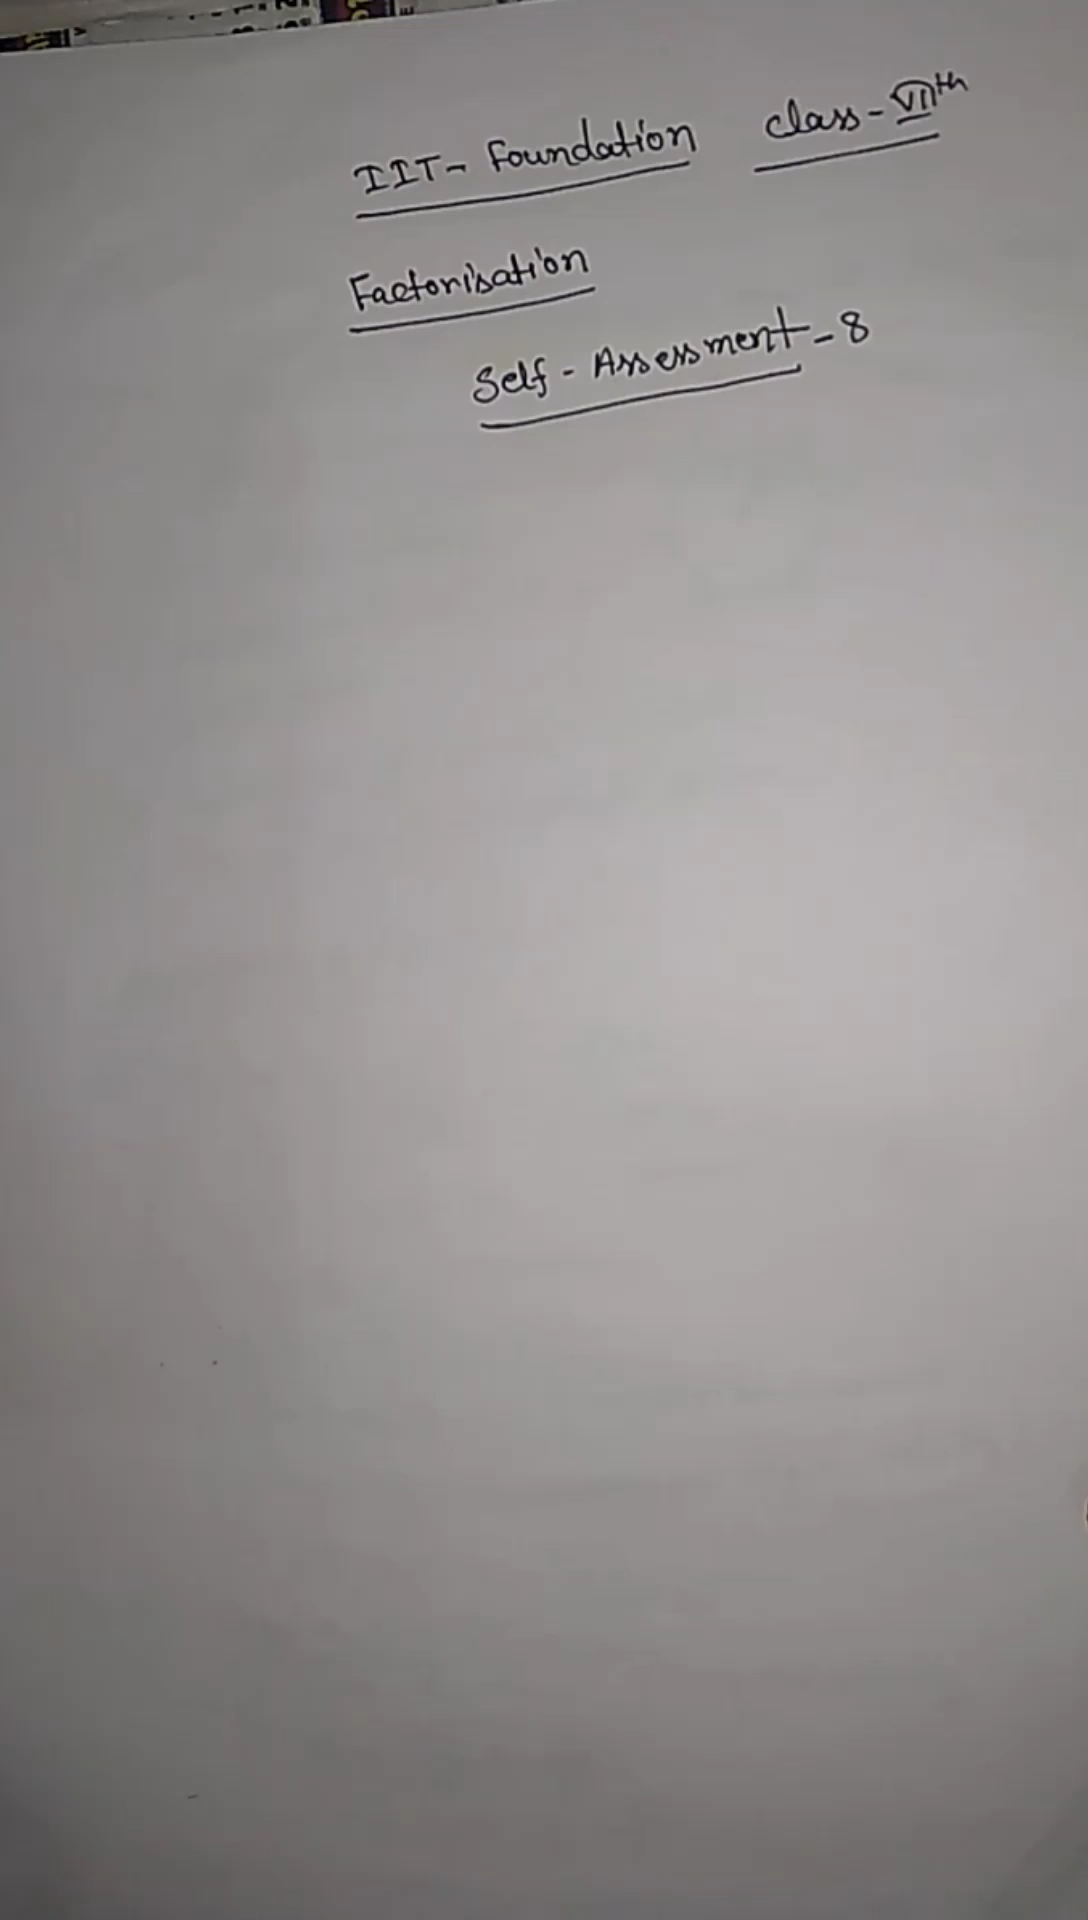 IIT- Foundation class - VIIth
Factorisation
Self - Assessment - 8